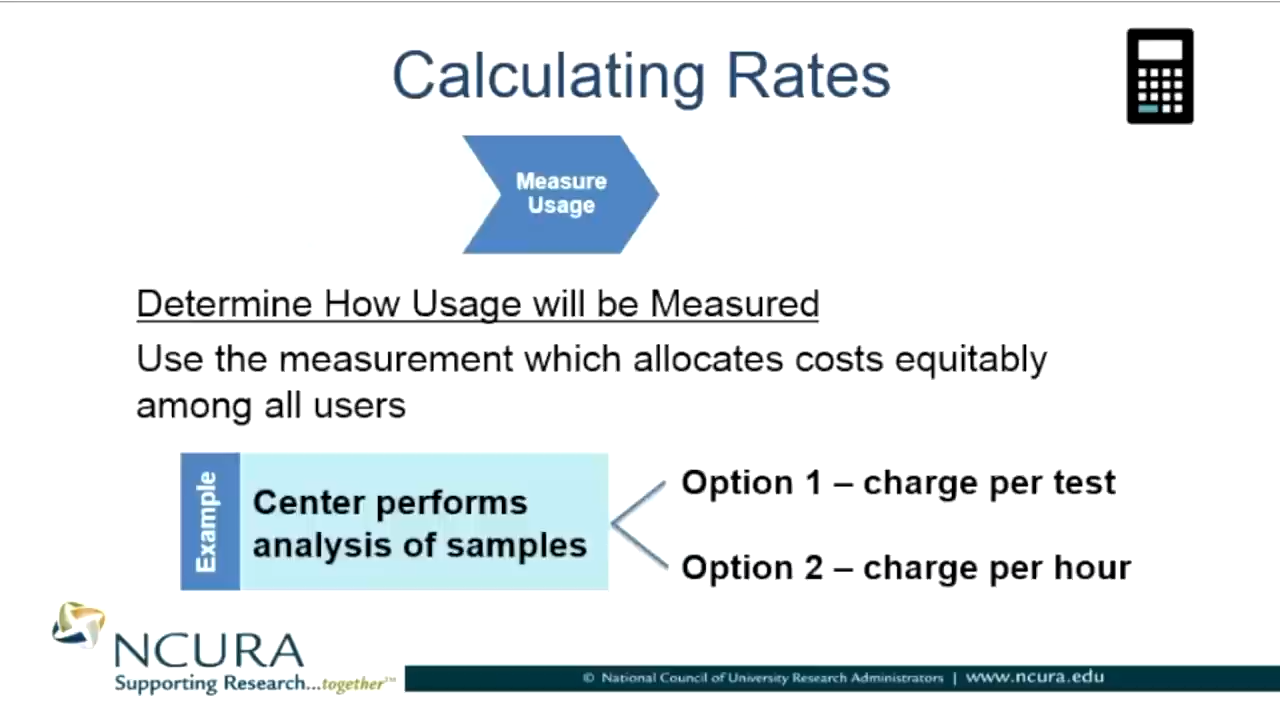 Calculating Rates
Measure
Usage
Determine How Usage will be Measured
Use the measurement which allocates costs equitably
among all users
Example
Center performs
analysis of samples
Option 1 – charge per test
Option 2 – charge per hour
NCURA
Supporting Research...together™
© National Council of University Research Administrators | www.ncura.edu